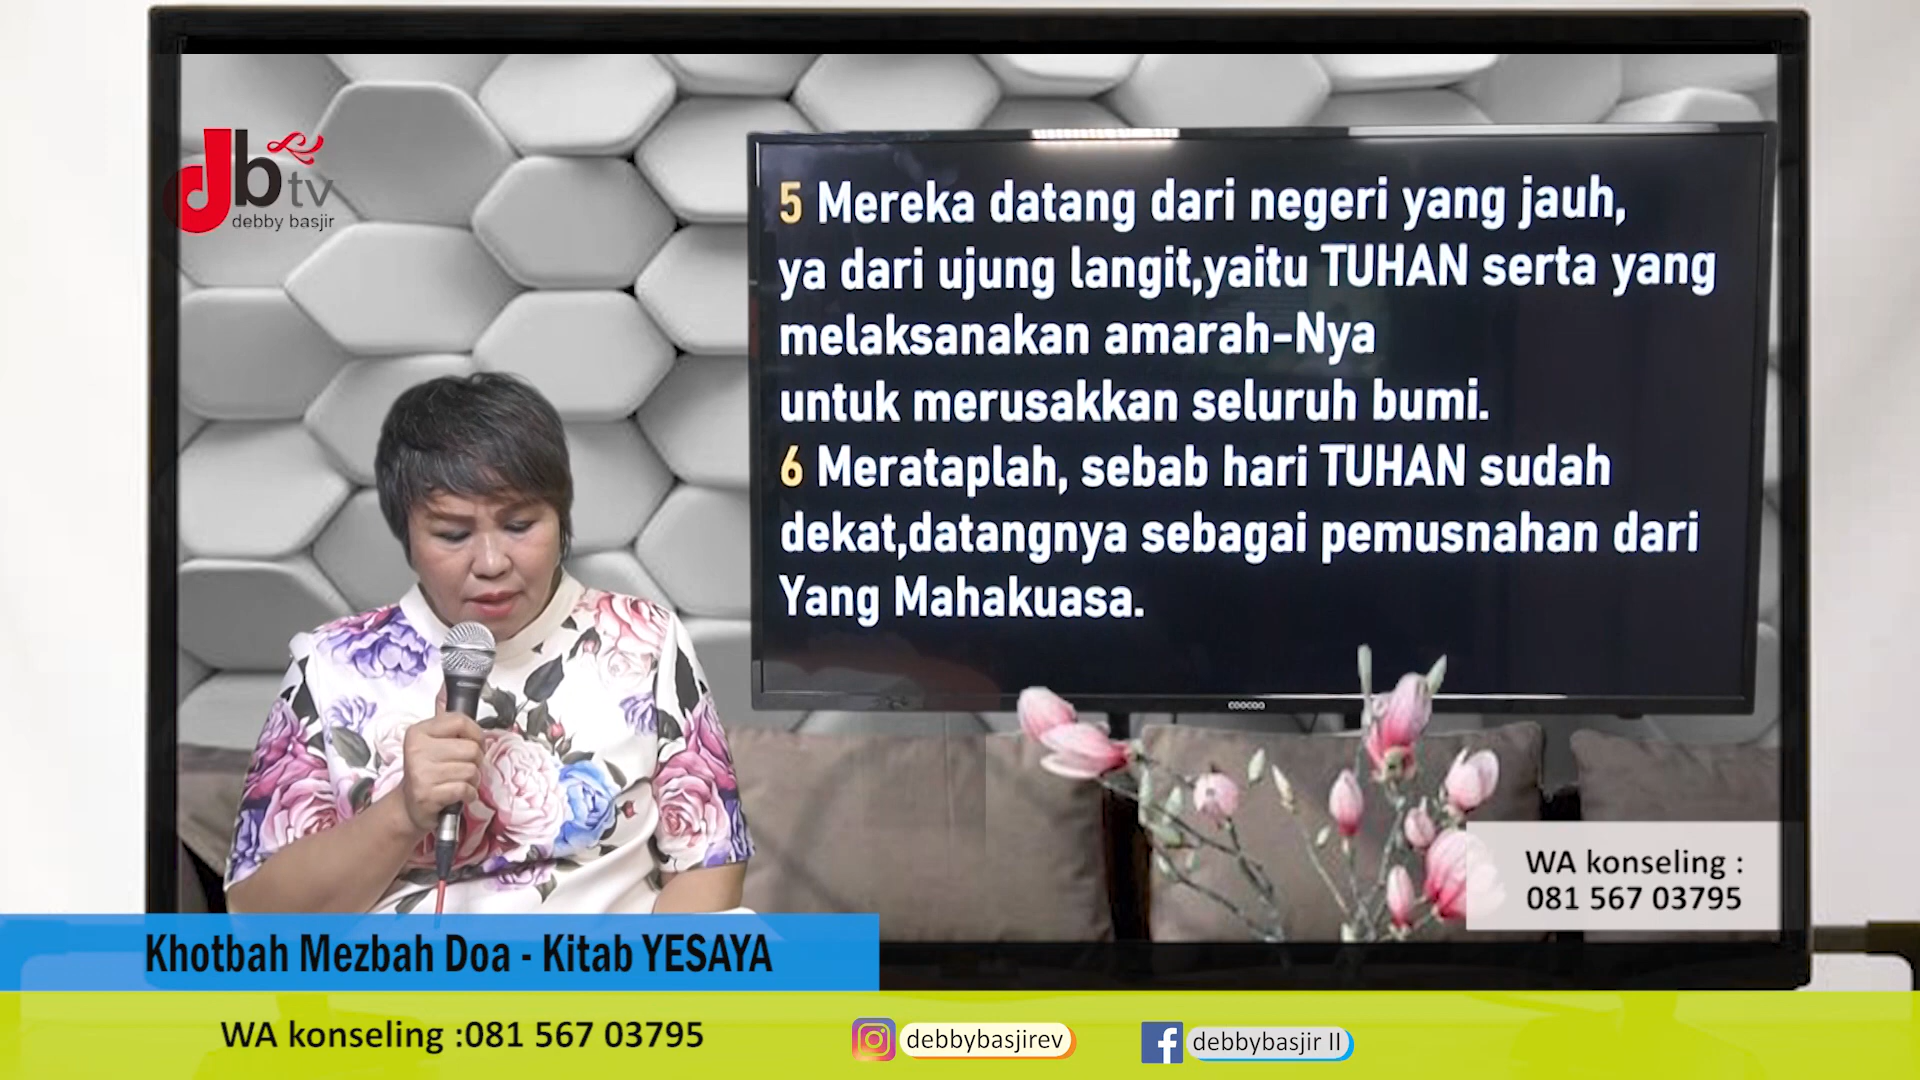 db tv
debby basjir
5 Mereka datang dari negeri yang jauh,
ya dari ujung langit,yaitu TUHAN serta yang
melaksanakan amarah-Nya
untuk merusakkan seluruh bumi.
6 Merataplah, sebab hari TUHAN sudah
dekat,datangnya sebagai pemusnahan dari
Yang Mahakuasa.
WA konseling :
081 567 03795
Khotbah Mezbah Doa - Kitab YESAYA
WA konseling :081 567 03795
debbybasjirev
debbybasjir II